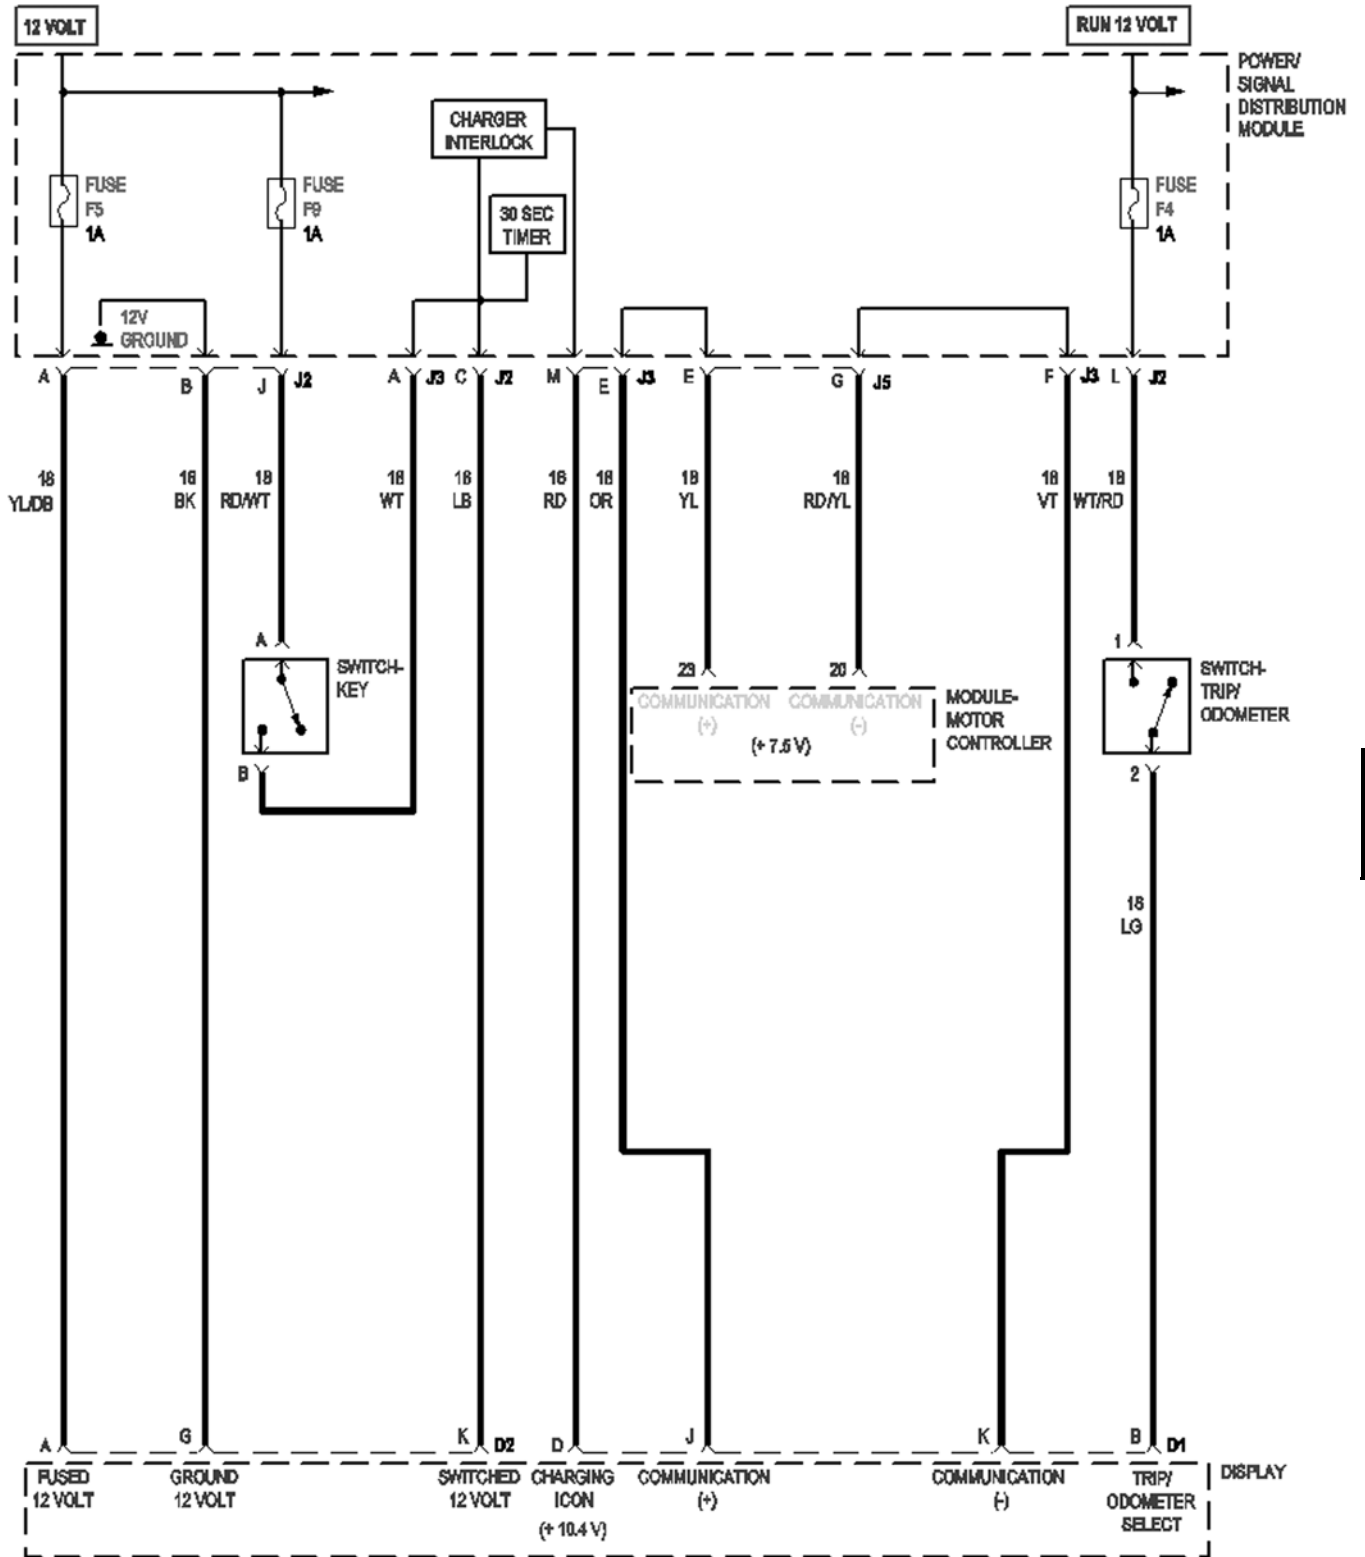 12 VOLT
RUN 12 VOLT
POWER/
SIGNAL
DISTRIBUTION
MODULE
CHARGER
INTERLOCK
FUSE
F5
1A
FUSE
F9
1A
30 SEC
TIMER
FUSE
F4
1A
12V
GROUND
A B J J2 A J3 C J2 M E J3 E G J5 F J3 L J2
18 18 18 18 18 18 18 18 18 18 18
YL/DB BK RD/WT WT LB RD OR YL RD/YL VT WT/RD
A
SWITCH-
KEY
B
23 20
COMMUNICATION
(+)
COMMUNICATION
(-)
(+ 7.5 V)
MODULE-
MOTOR
CONTROLLER
1
SWITCH-
TRIP/
ODOMETER
2
18
LG
A G K D2 D J K B D1
DISPLAY
FUSED
12 VOLT
GROUND
12 VOLT
SWITCHED
12 VOLT
CHARGING
ICON
(+ 10.4 V)
COMMUNICATION
(+)
COMMUNICATION
(-)
TRIP/
ODOMETER
SELECT